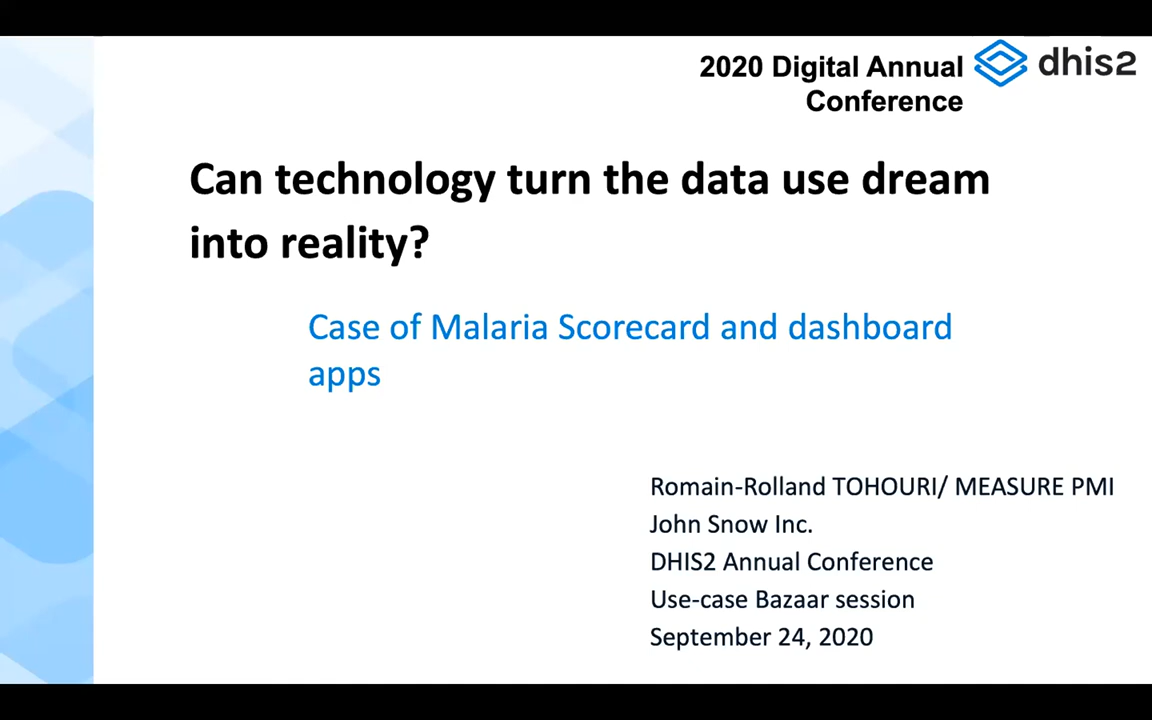 2020 Digital Annual
Conference
dhis2
Can technology turn the data use dream
into reality?
Case of Malaria Scorecard and dashboard
apps
Romain-Rolland TOHOURI/ MEASURE PMI
John Snow Inc.
DHIS2 Annual Conference
Use-case Bazaar session
September 24, 2020